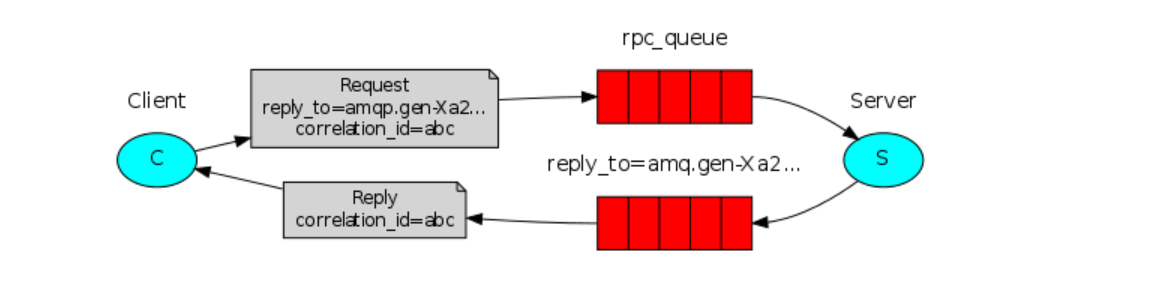 rpc_queue
Client
Request
reply_to=amqp.gen-Xa2...
correlation_id=abc
Server
C
S
reply_to=amq.gen-Xa2...
Reply
correlation_id=abc